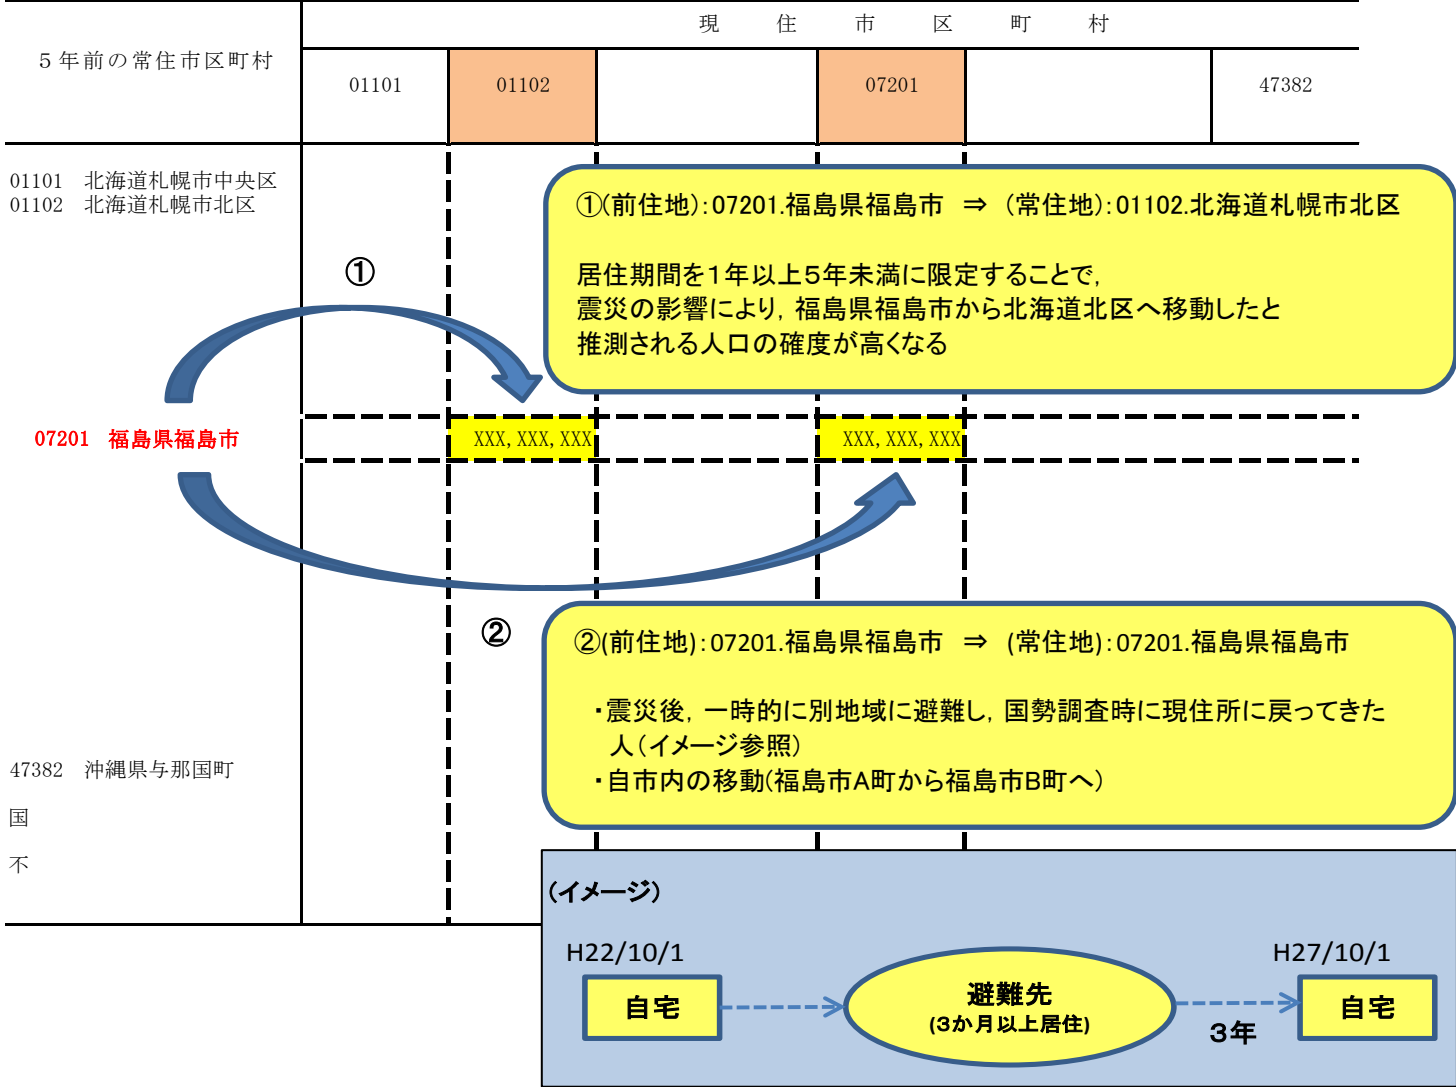 現住市区町村
５年前の常住市区町村
01101 01102 07201 47382
01101 北海道札幌市中央区
01102 北海道札幌市北区
①(前住地):07201.福島県福島市 ⇒ (常住地):01102.北海道札幌市北区
居住期間を１年以上５年未満に限定することで,
震災の影響により, 福島県福島市から北海道北区へ移動したと
推測される人口の確度が高くなる
①
07201 福島県福島市 XXX,XXX,XXX XXX,XXX,XXX
②
②(前住地):07201.福島県福島市 ⇒ (常住地):07201.福島県福島市
・震災後, 一時的に別地域に避難し, 国勢調査時に現住所に戻ってきた
人(イメージ参照)
・自市内の移動(福島市A町から福島市B町へ)
47382 沖縄県与那国町
国
不
(イメージ)
H22/10/1 H27/10/1
自宅 避難先 自宅
(３か月以上居住)
３年